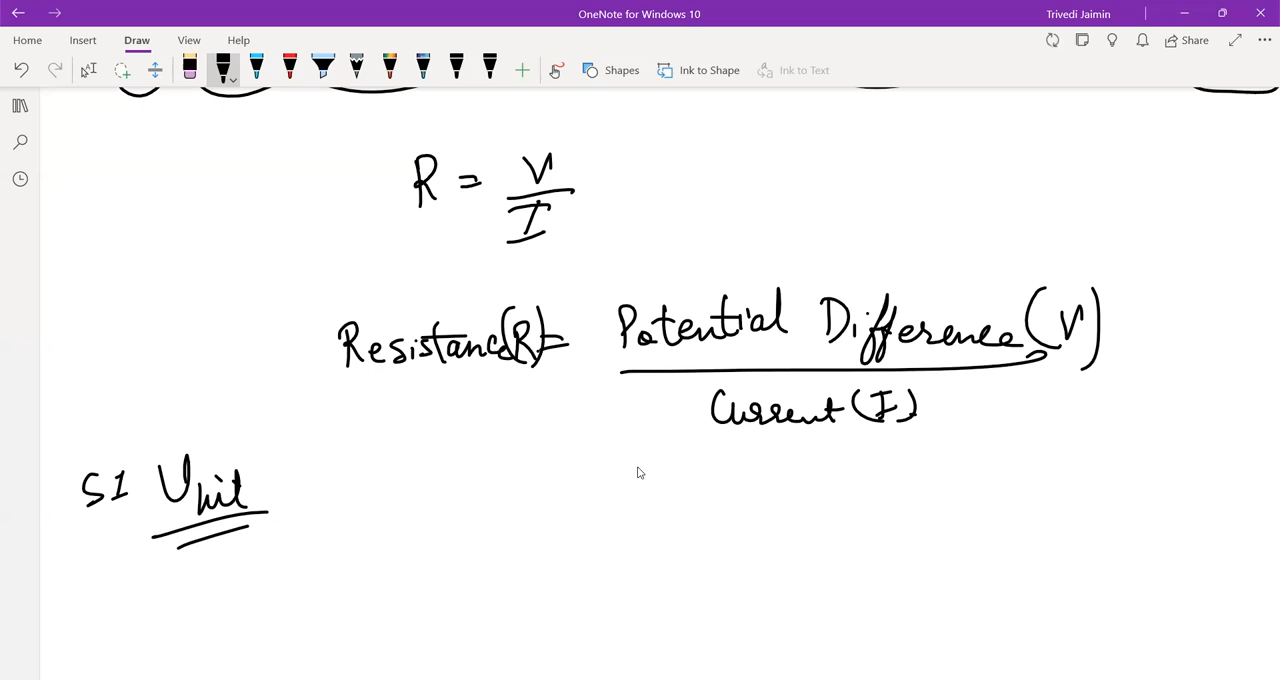 OneNote for Windows 10
Trivedi Jaimin
Home Insert Draw View Help
Share
Shapes Ink to Shape Ink to Text
R = V
I
Resistance(R) = Potential Difference (V)
Current (I)
SI Unit